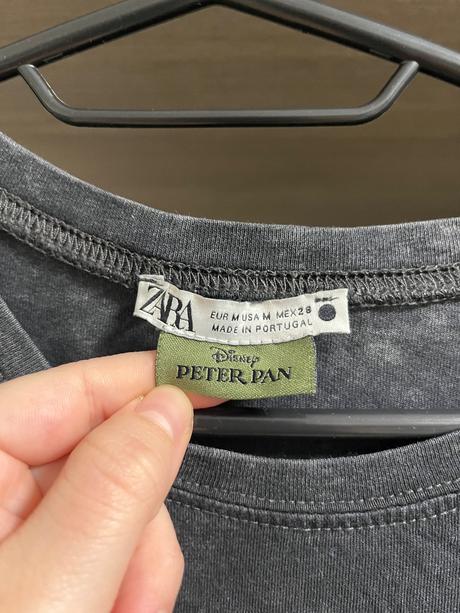 ZARA
EUR M USA M MEX 28
MADE IN PORTUGAL
Disney
PETER PAN